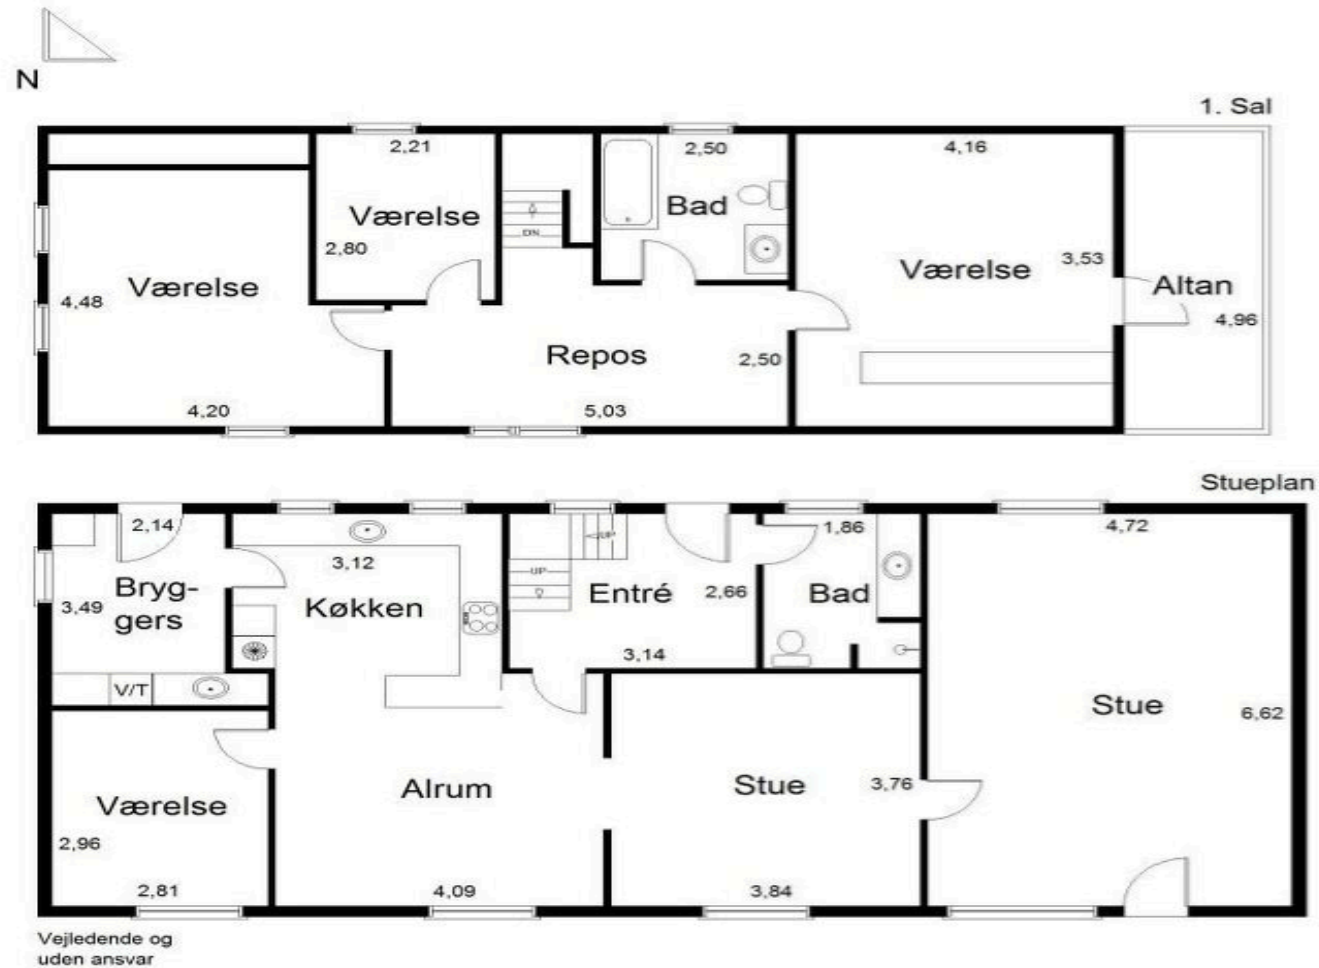 N
1. Sal
2,21
2,50
4,16
Værelse
Bad
DN
2,80
Værelse
Værelse
3,53
Altan
4,48
4,96
Repos
2,50
4,20
5,03
Stueplan
2,14
1,86
4,72
UP
3,12
UP
Bryg-
gers
3,49
Køkken
Entré
2,66
Bad
3,14
V/T
Stue
6,62
Værelse
Alrum
Stue
3,76
2,96
2,81
4,09
3,84
Vejledende og
uden ansvar